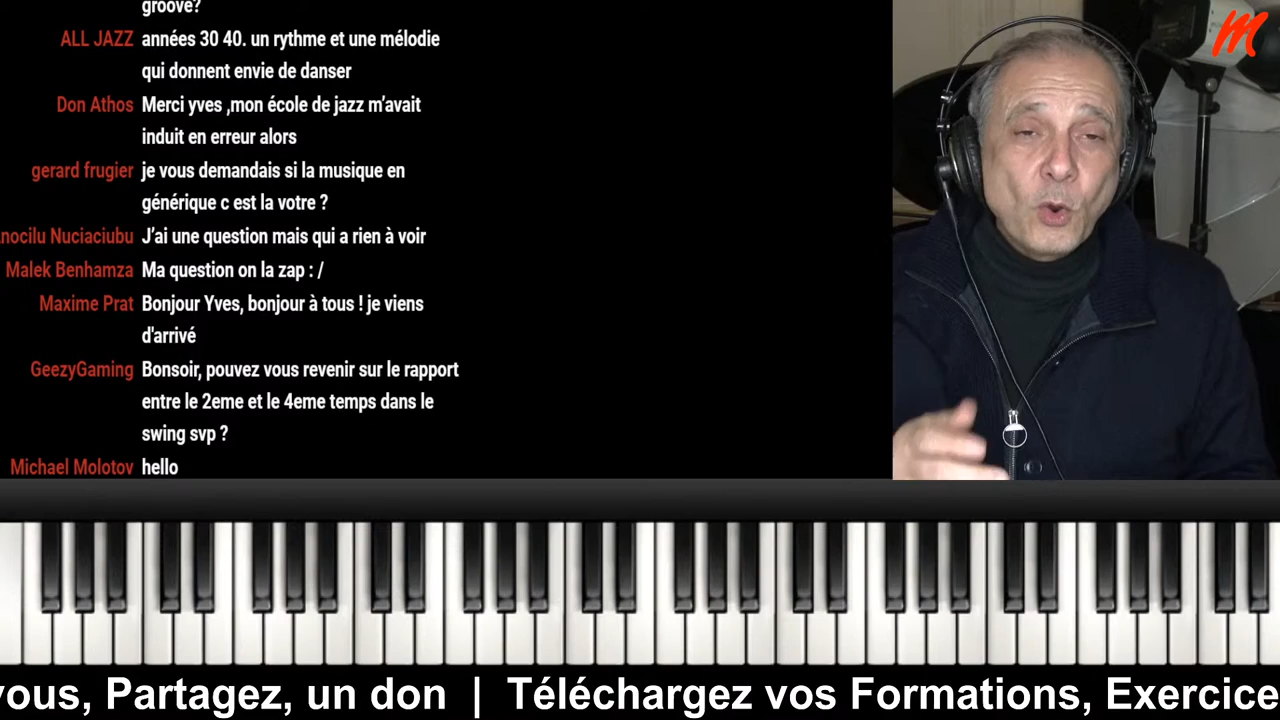 groove?
ALL JAZZ années 30 40. un rythme et une mélodie
qui donnent envie de danser
Don Athos Merci yves ,mon école de jazz m'avait
induit en erreur alors
gerard frugier je vous demandais si la musique en
générique c est la votre ?
nocilu Nuciaciubu J'ai une question mais qui a rien à voir
Malek Benhamza Ma question on la zap : /
Maxime Prat Bonjour Yves, bonjour à tous ! je viens
d'arrivé
GeezyGaming Bonsoir, pouvez vous revenir sur le rapport
entre le 2eme et le 4eme temps dans le
swing svp ?
Michael Molotov hello
M
vous, Partagez, un don | Téléchargez vos Formations, Exercice